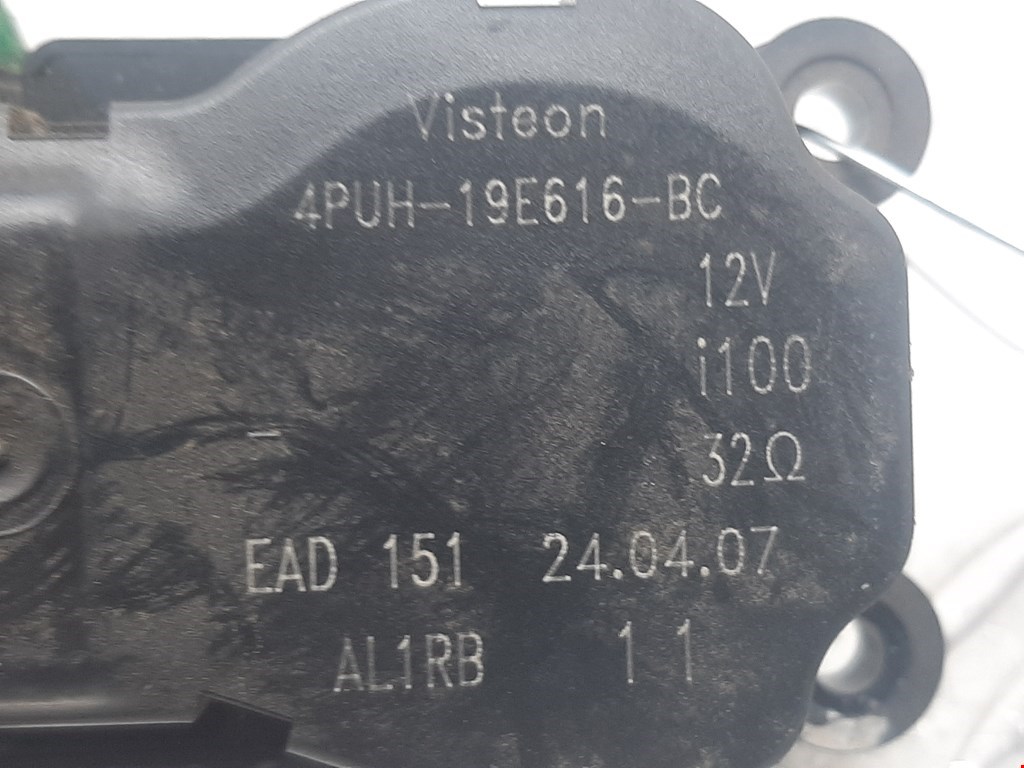 Visteon
4PUH-19E616-BC
12V
i100
32Ω
EAD 151 24.04.07
AL1RB 1 1